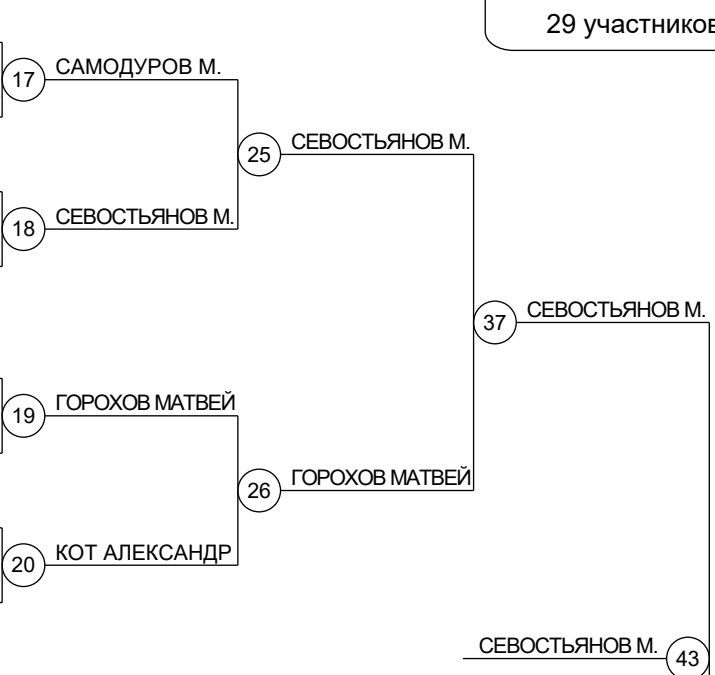 29 участников
17 САМОДУРОВ М.
25 СЕВОСТЬЯНОВ М.
18 СЕВОСТЬЯНОВ М.
37 СЕВОСТЬЯНОВ М.
19 ГОРОХОВ МАТВЕЙ
26 ГОРОХОВ МАТВЕЙ
20 КОТ АЛЕКСАНДР
СЕВОСТЬЯНОВ М. 43